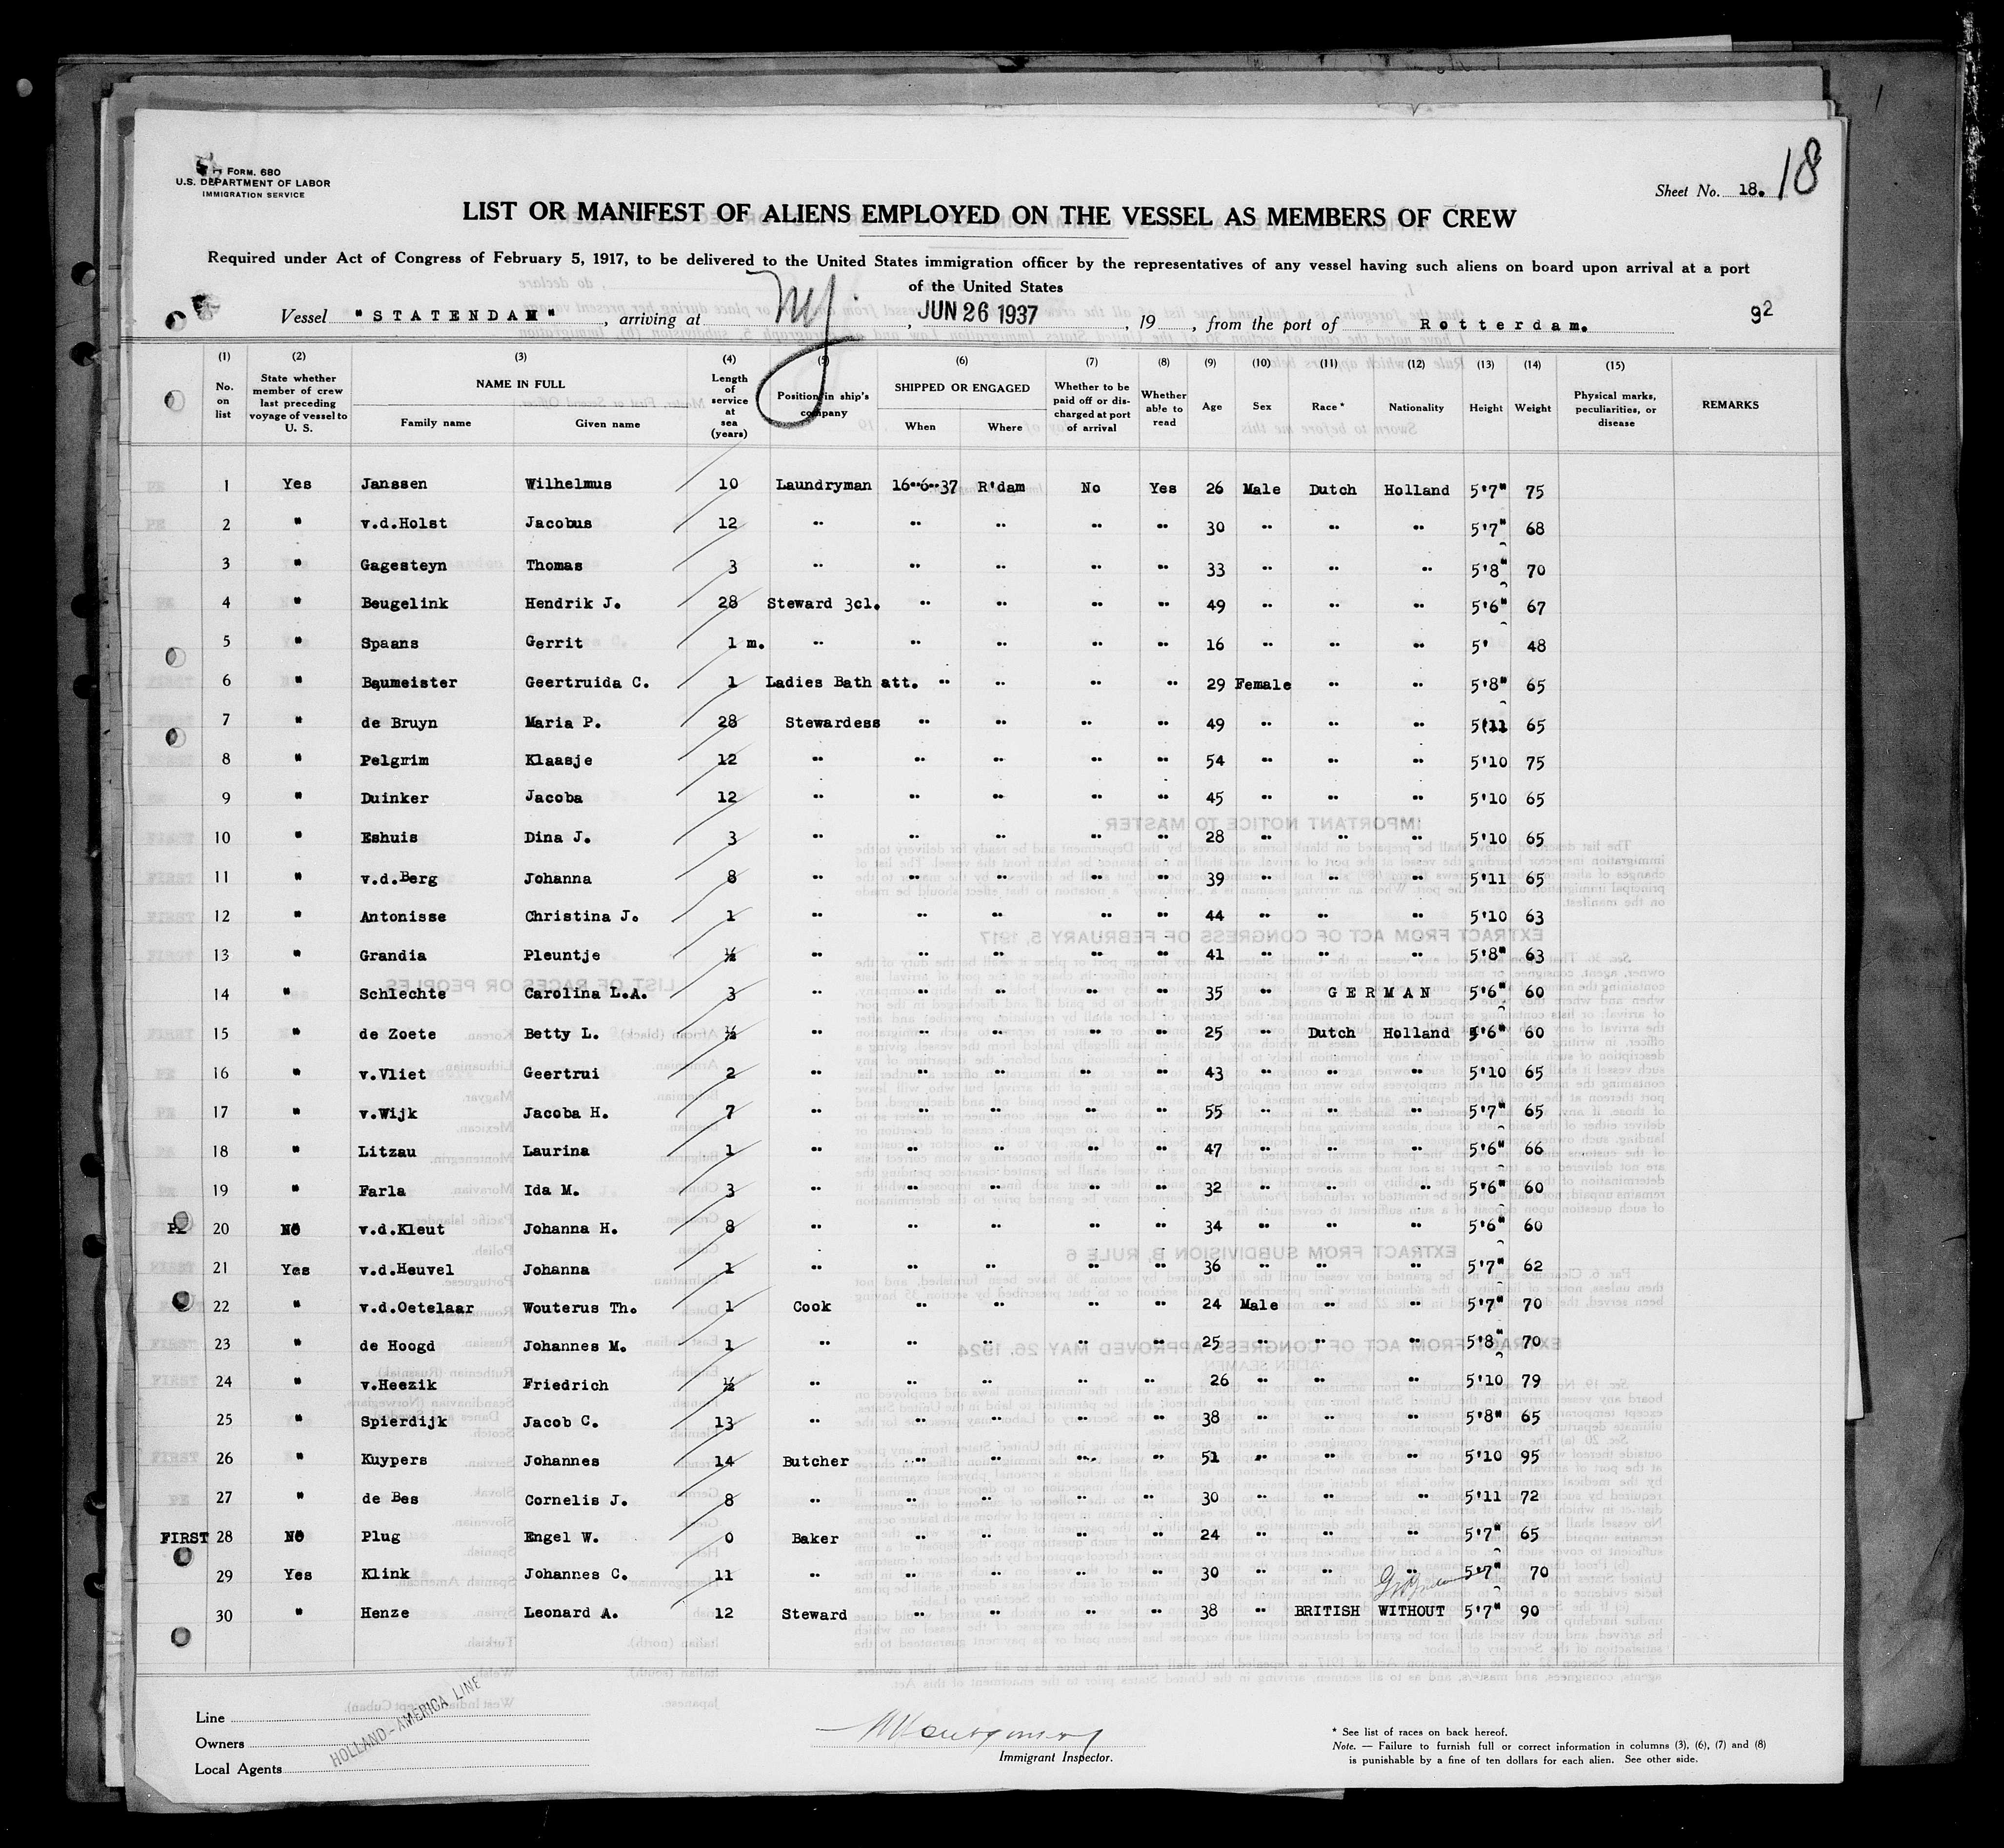 Form. 680
U.S. DEPARTMENT OF LABOR
IMMIGRATION SERVICE
Sheet No. 18. 18
LIST OR MANIFEST OF ALIENS EMPLOYED ON THE VESSEL AS MEMBERS OF CREW
Required under Act of Congress of February 5, 1917, to be delivered to the United States immigration officer by the representatives of any vessel having such aliens on board upon arrival at a port
of the United States
Vessel "STATENDAM", arriving at NY, JUN 26 1937, 19 , from the port of Rotterdam. 92
(1) (2) (3) (4) (5) (6) (7) (8) (9) (10) (11) (12) (13) (14) (15)
No. on list | State whether member of crew last preceding voyage of vessel to U. S. | NAME IN FULL Family name Given name | Length of service at sea (years) | Position in ship's company | SHIPPED OR ENGAGED When Where | Whether to be paid off or discharged at port of arrival | Whether able to read | Age | Sex | Race* | Nationality | Height | Weight | Physical marks, peculiarities, or disease | REMARKS
1 Yes Janssen Wilhelmus 10 Laundryman 16-6-37 R'dam No Yes 26 Male Dutch Holland 5'7" 75
2 " v.d.Holst Jacobus 12 " " " " " 30 " " " 5'7" 68
3 " Gagesteyn Thomas 3 " " " " " 33 " " " 5'8" 70
4 " Beugelink Hendrik J. 28 Steward 3cl. " " " " 49 " " " 5'6" 67
5 " Spaans Gerrit 1 m. " " " " " 16 " " " 5' 48
6 " Baumeister Geertruida C. 1 Ladies Bath att. " " " " 29 Female " " 5'8" 65
7 " de Bruyn Maria P. 28 Stewardess " " " " 49 " " " 5'11 65
8 " Pelgrim Klaasje 12 " " " " " 54 " " " 5'10 75
9 " Duinker Jacoba 12 " " " " " 45 " " " 5'10 65
10 " Eshuis Dina J. 3 " " " " " 28 " " " 5'10 65
11 " v.d.Berg Johanna 8 " " " " " 39 " " " 5'11 65
12 " Antonisse Christina J. 1 " " " " " 44 " " " 5'10 63
13 " Grandia Pleuntje ½ " " " " " 41 " " " 5'8" 63
14 " Schlechte Carolina L.A. 3 " " " " " 35 " GERMAN 5'6" 60
15 " de Zoete Betty L. ½ " " " " " 25 " Dutch Holland 5'6" 60
16 " v.Vliet Geertrui 2 " " " " " 43 " " " 5'10 65
17 " v.Wijk Jacoba H. 7 " " " " " 55 " " " 5'7" 65
18 " Litzau Laurina 1 " " " " " 47 " " " 5'6" 66
19 " Farla Ida M. 3 " " " " " 32 " " " 5'6" 60
PE 20 No v.d.Kleut Johanna H. 8 " " " " " 34 " " " 5'6" 60
21 Yes v.d.Heuvel Johanna 1 " " " " " 36 " " " 5'7" 62
22 " v.d.Oetelaar Wouterus Th. 1 Cook " " " " 24 Male " " 5'7" 70
23 " de Hoogd Johannes M. 1 " " " " " 25 " " " 5'8" 70
24 " v.Heezik Friedrich ½ " " " " " 26 " " " 5'10 79
25 " Spierdijk Jacob C. 13 " " " " " 38 " " " 5'8" 65
26 " Kuypers Johannes 14 Butcher " " " " 51 " " " 5'10 95
27 " de Bes Cornelis J. 8 " " " " " 30 " " " 5'11 72
FIRST 28 No Plug Engel W. 0 Baker " " " " 24 " " " 5'7" 65
29 Yes Klink Johannes C. 11 " " " " " 30 " " " 5'7" 70
30 " Henze Leonard A. 12 Steward " " " " 38 " BRITISH WITHOUT 5'7" 90
Line
Owners
Local Agents
HOLLAND-AMERICA LINE
Immigrant Inspector.
* See list of races on back hereof.
Note. — Failure to furnish full or correct information in columns (3), (6), (7) and (8)
is punishable by a fine of ten dollars for each alien. See other side.